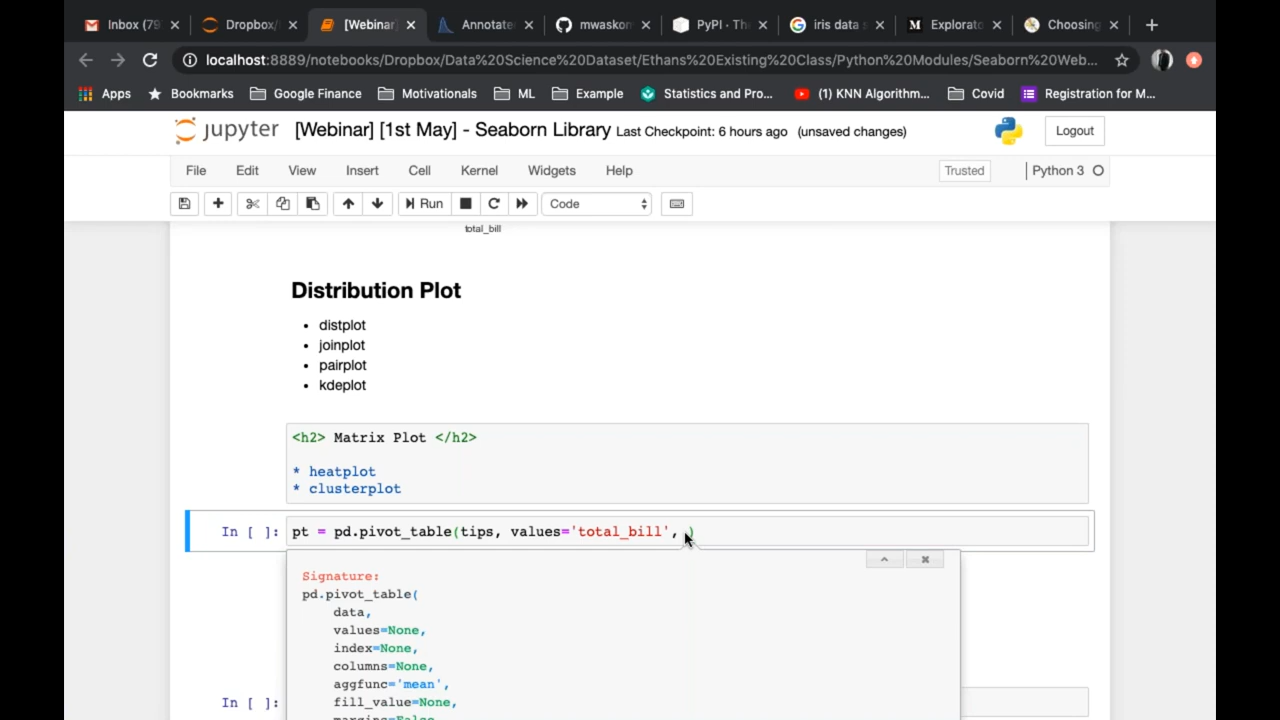 Inbox (79
Dropbox/
[Webinar
Annotate
mwaskom
PyPI · Th
iris data s
Explorato
Choosing
localhost:8889/notebooks/Dropbox/Data%20Science%20Dataset/Ethans%20Existing%20Class/Python%20Modules/Seaborn%20Web...
Apps
Bookmarks
Google Finance
Motivationals
ML
Example
Statistics and Pro...
(1) KNN Algorithm...
Covid
Registration for M...
jupyter [Webinar] [1st May] - Seaborn Library Last Checkpoint: 6 hours ago (unsaved changes)
Logout
File Edit View Insert Cell Kernel Widgets Help
Trusted
Python 3
Run
Code
total_bill
Distribution Plot
• distplot
• joinplot
• pairplot
• kdeplot
<h2> Matrix Plot </h2>
* heatplot
* clusterplot
In [ ]: pt = pd.pivot_table(tips, values='total_bill', )
Signature:
pd.pivot_table(
data,
values=None,
index=None,
columns=None,
aggfunc='mean',
fill_value=None,
margins=False,
In [ ]: